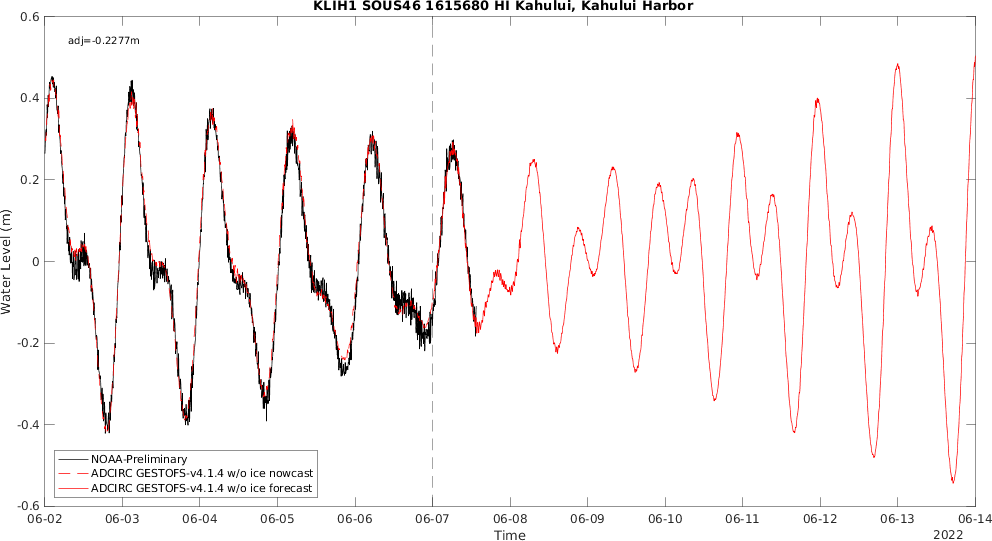 KLIH1 SOUS46 1615680 HI Kahului, Kahului Harbor
adj=-0.2277m
0.6
0.4
0.2
0
-0.2
-0.4
-0.6
Water Level (m)
NOAA-Preliminary
ADCIRC GESTOFS-v4.1.4 w/o ice nowcast
ADCIRC GESTOFS-v4.1.4 w/o ice forecast
06-02 06-03 06-04 06-05 06-06 06-07 06-08 06-09 06-10 06-11 06-12 06-13 06-14
Time
2022